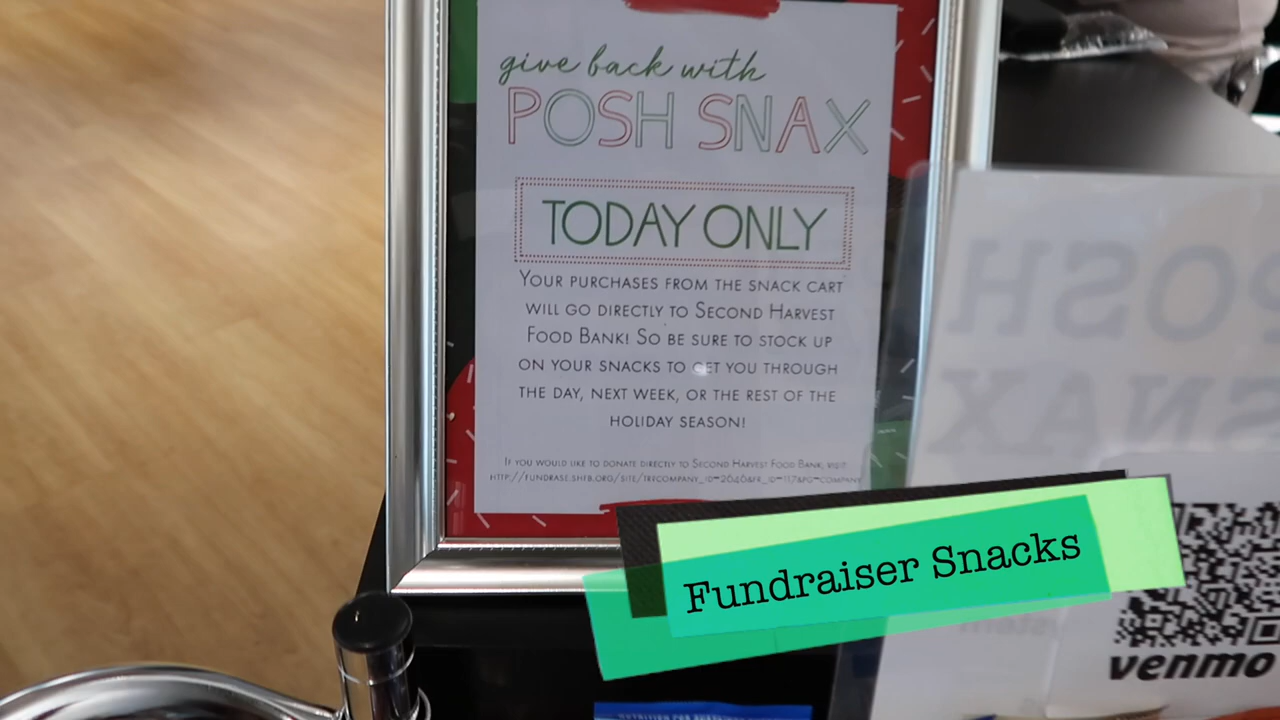 give back with
POSH SNAX
TODAY ONLY
YOUR PURCHASES FROM THE SNACK CART
WILL GO DIRECTLY TO SECOND HARVEST
FOOD BANK! SO BE SURE TO STOCK UP
ON YOUR SNACKS TO GET YOU THROUGH
THE DAY, NEXT WEEK, OR THE REST OF THE
HOLIDAY SEASON!
IF YOU WOULD LIKE TO DONATE DIRECTLY TO SECOND HARVEST FOOD BANK, VISIT
POSH
SNAX
Fundraiser Snacks
venmo